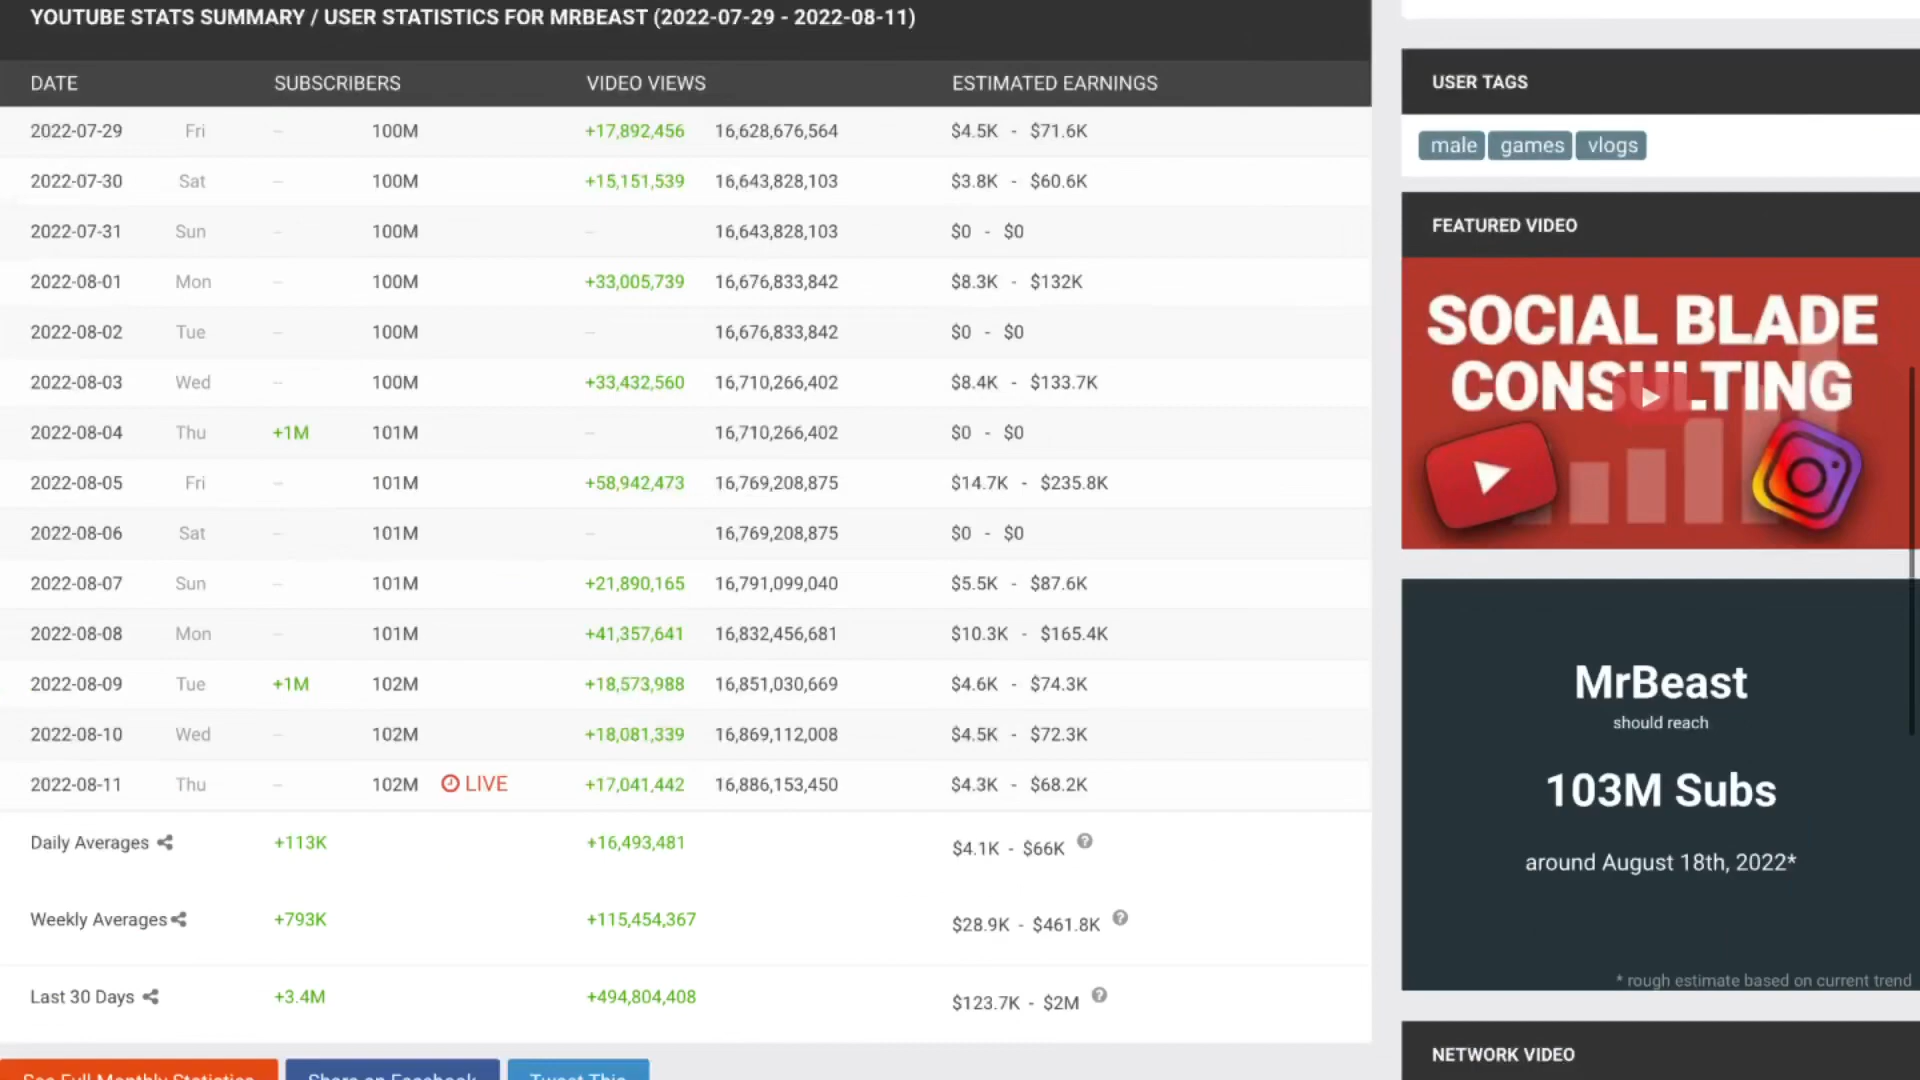 YOUTUBE STATS SUMMARY / USER STATISTICS FOR MRBEAST (2022-07-29 - 2022-08-11)
DATE SUBSCRIBERS VIDEO VIEWS ESTIMATED EARNINGS
2022-07-29 Fri – 100M +17,892,456 16,628,676,564 $4.5K - $71.6K
2022-07-30 Sat – 100M +15,151,539 16,643,828,103 $3.8K - $60.6K
2022-07-31 Sun – 100M – 16,643,828,103 $0 - $0
2022-08-01 Mon – 100M +33,005,739 16,676,833,842 $8.3K - $132K
2022-08-02 Tue – 100M – 16,676,833,842 $0 - $0
2022-08-03 Wed – 100M +33,432,560 16,710,266,402 $8.4K - $133.7K
2022-08-04 Thu +1M 101M – 16,710,266,402 $0 - $0
2022-08-05 Fri – 101M +58,942,473 16,769,208,875 $14.7K - $235.8K
2022-08-06 Sat – 101M – 16,769,208,875 $0 - $0
2022-08-07 Sun – 101M +21,890,165 16,791,099,040 $5.5K - $87.6K
2022-08-08 Mon – 101M +41,357,641 16,832,456,681 $10.3K - $165.4K
2022-08-09 Tue +1M 102M +18,573,988 16,851,030,669 $4.6K - $74.3K
2022-08-10 Wed – 102M +18,081,339 16,869,112,008 $4.5K - $72.3K
2022-08-11 Thu – 102M LIVE +17,041,442 16,886,153,450 $4.3K - $68.2K
Daily Averages +113K +16,493,481 $4.1K - $66K ?
Weekly Averages +793K +115,454,367 $28.9K - $461.8K ?
Last 30 Days +3.4M +494,804,408 $123.7K - $2M ?
See Full Monthly Statistics Share on Facebook Tweet This
USER TAGS
male games vlogs
FEATURED VIDEO
SOCIAL BLADE
CONSULTING
MrBeast
should reach
103M Subs
around August 18th, 2022*
* rough estimate based on current trend
NETWORK VIDEO